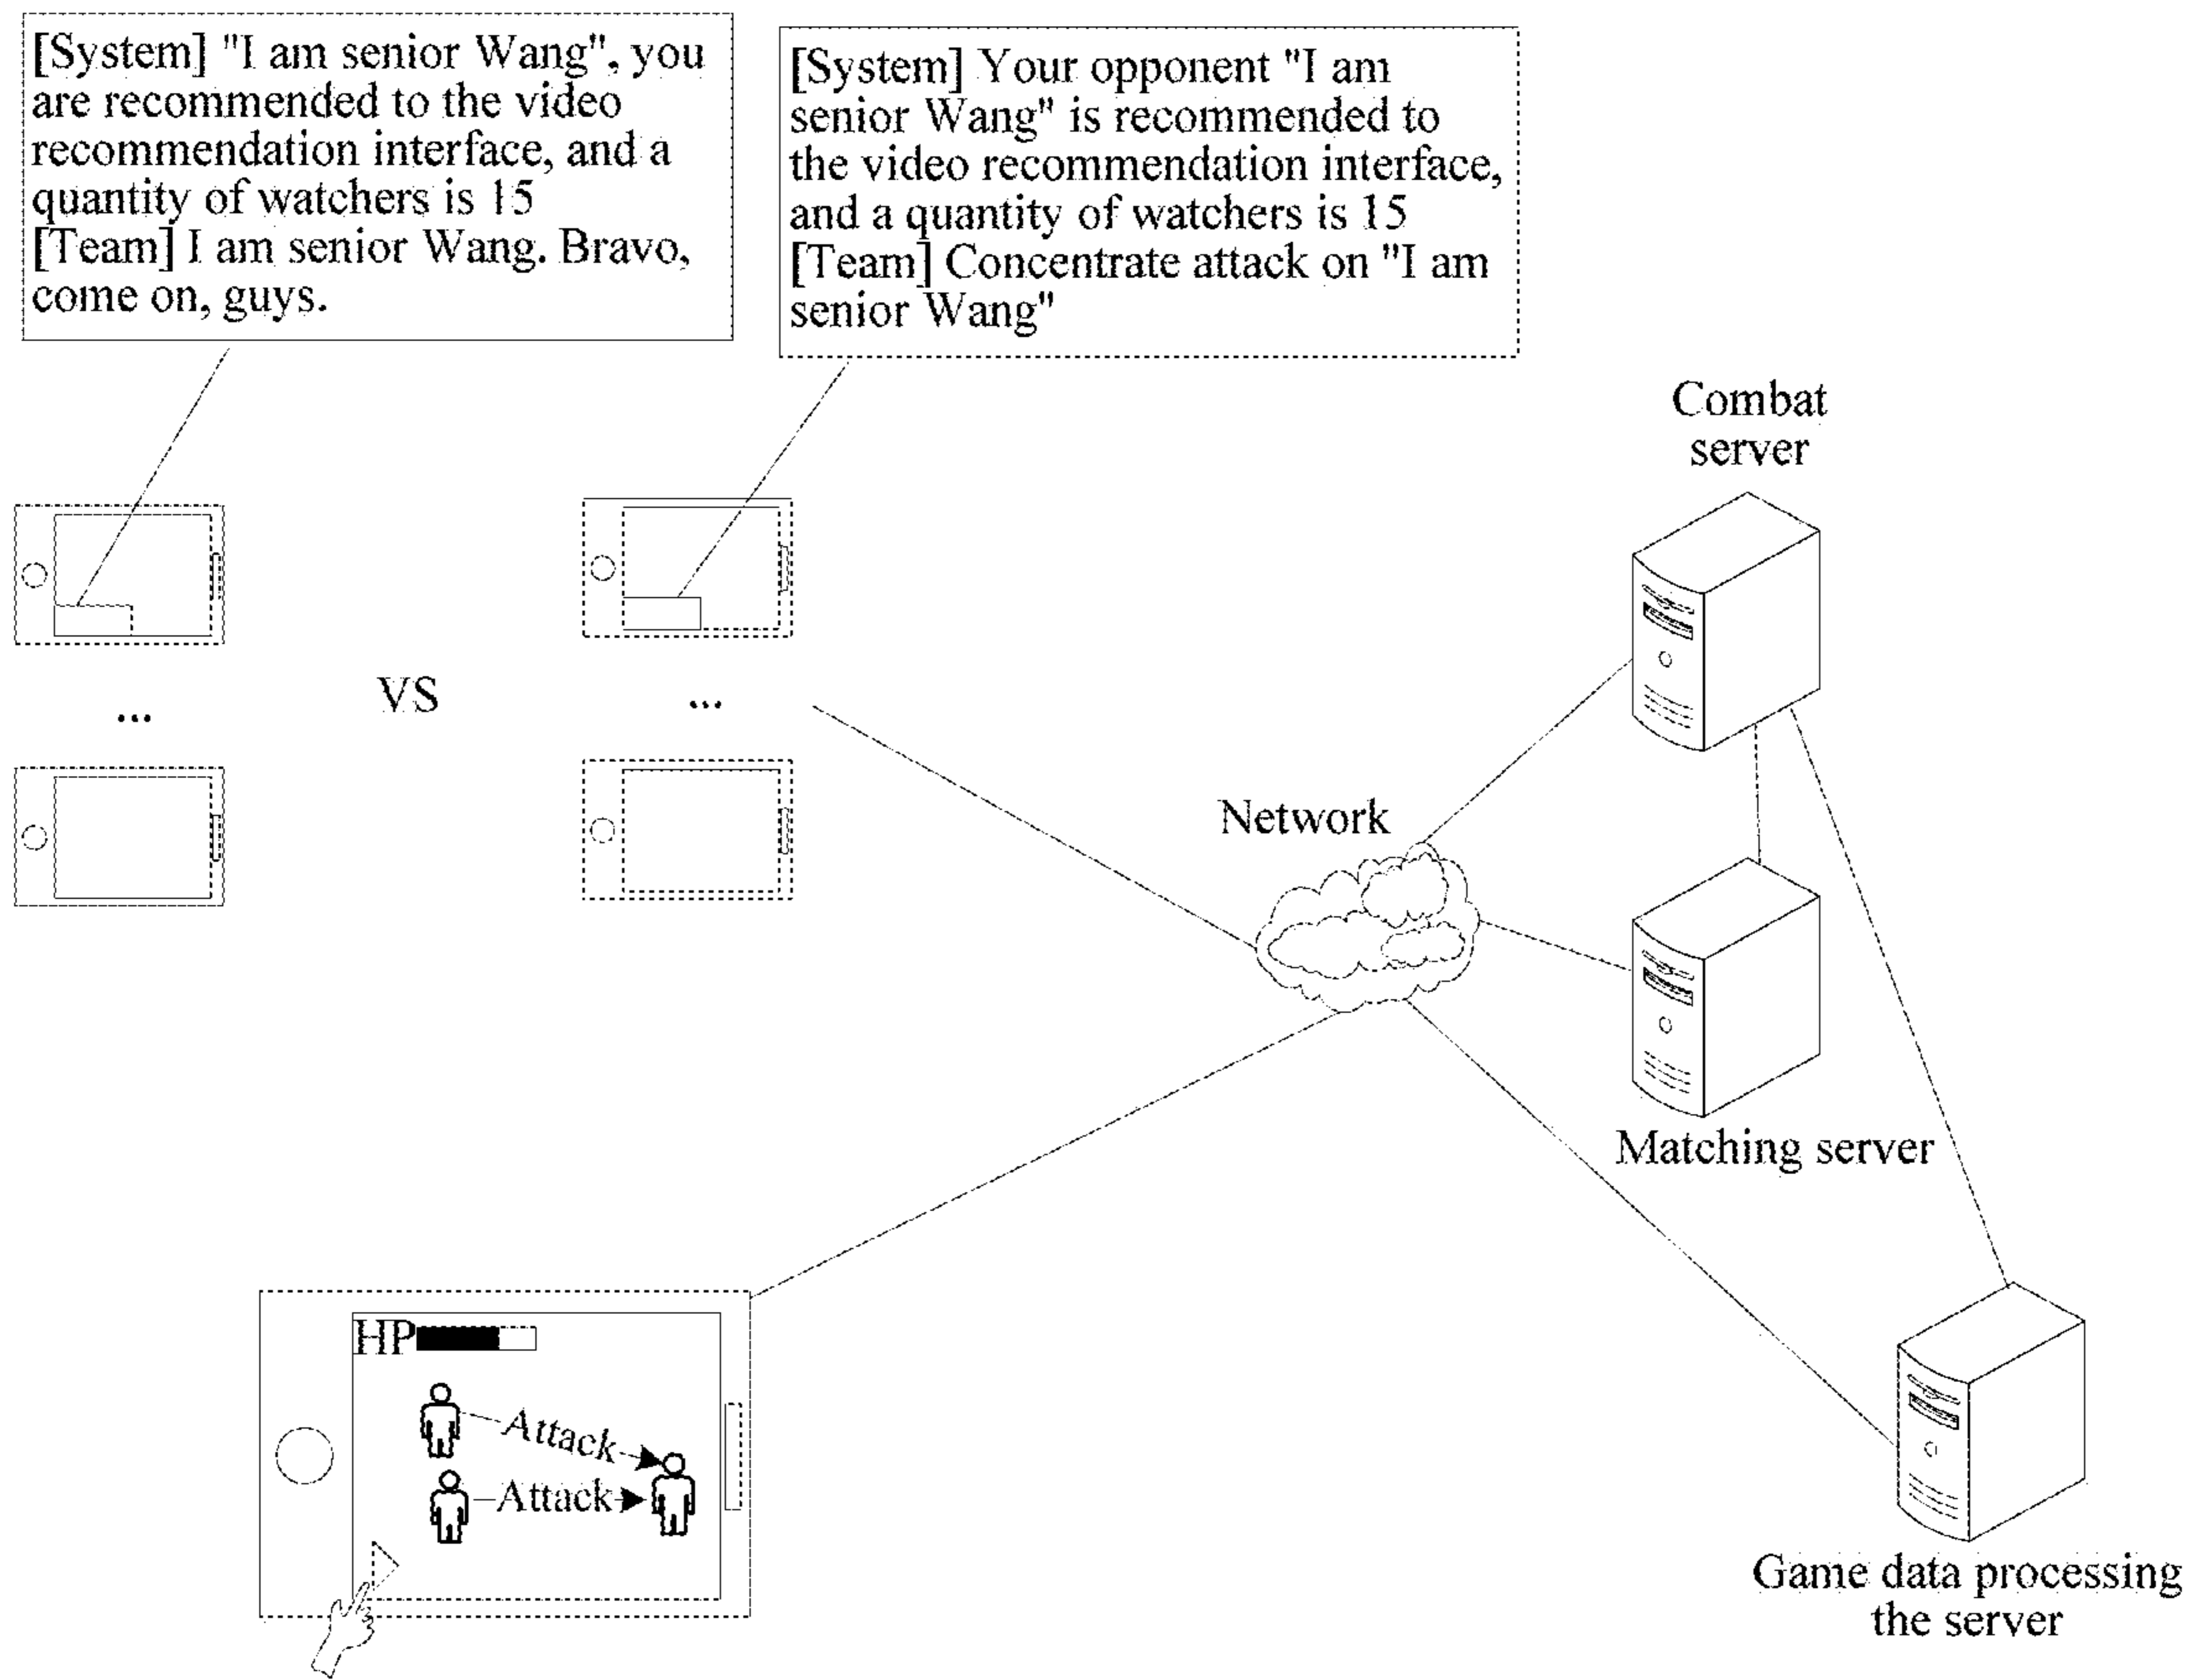 [System] "I am senior Wang", you
are recommended to the video
recommendation interface, and a
quantity of watchers is 15
[Team] I am senior Wang. Bravo,
come on, guys.
[System] Your opponent "I am
senior Wang" is recommended to
the video recommendation interface,
and a quantity of watchers is 15
[Team] Concentrate attack on "I am
senior Wang"
Combat
server
VS
...
...
Network
Matching server
HP
Attack
Attack
Game data processing
the server